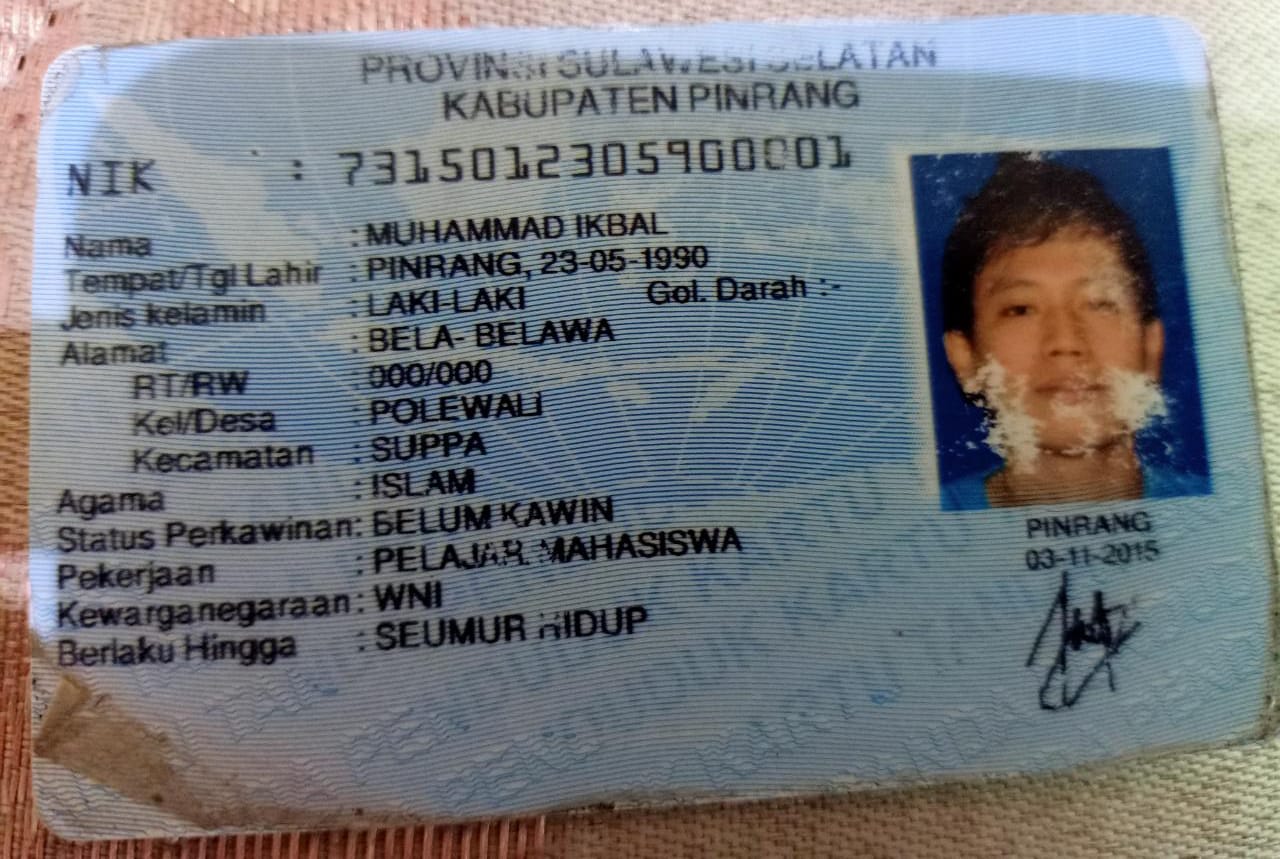 PROVINSI SULAWESI SELATAN
KABUPATEN PINRANG
NIK : 7315012305900001
Nama : MUHAMMAD IKBAL
Tempat/Tgl Lahir : PINRANG, 23-05-1990
Jenis kelamin : LAKI-LAKI Gol. Darah :-
Alamat : BELA- BELAWA
RT/RW : 000/000
Kel/Desa : POLEWALI
Kecamatan : SUPPA
Agama : ISLAM
Status Perkawinan: BELUM KAWIN
Pekerjaan : PELAJAR MAHASISWA
Kewarganegaraan: WNI
Berlaku Hingga : SEUMUR HIDUP
PINRANG
03-11-2015